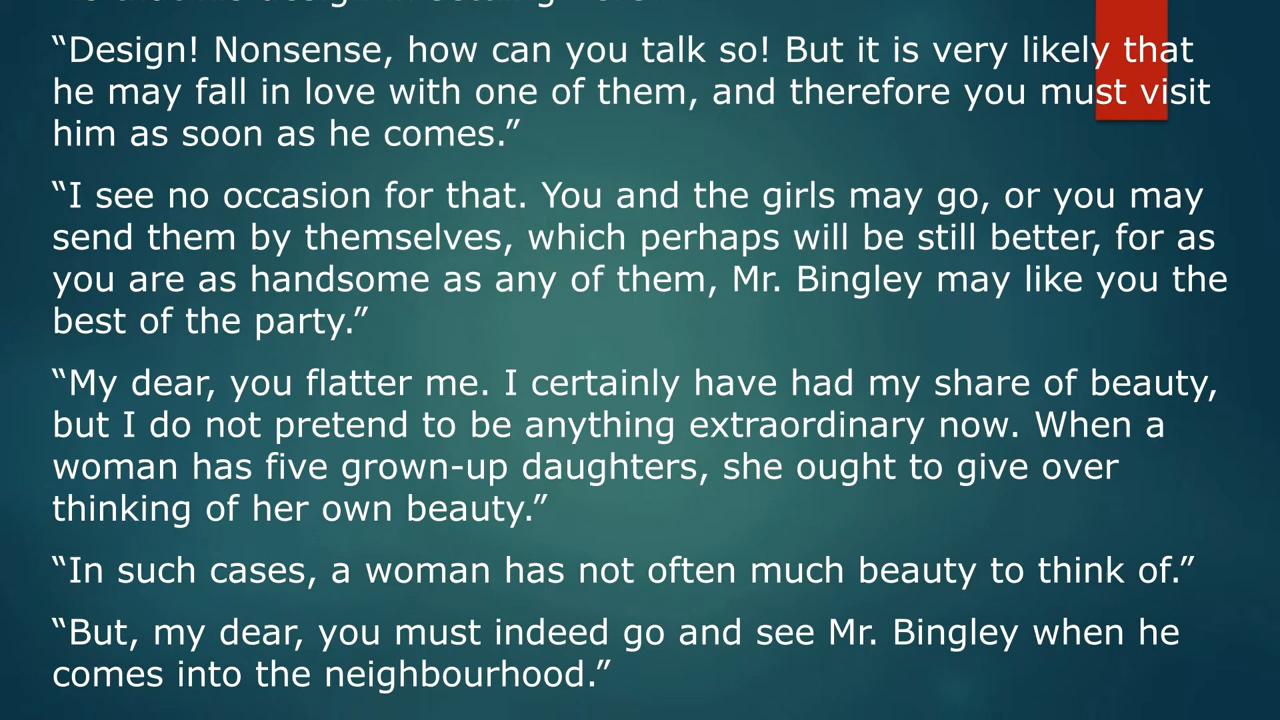 “Design! Nonsense, how can you talk so! But it is very likely that
he may fall in love with one of them, and therefore you must visit
him as soon as he comes.”
“I see no occasion for that. You and the girls may go, or you may
send them by themselves, which perhaps will be still better, for as
you are as handsome as any of them, Mr. Bingley may like you the
best of the party.”
“My dear, you flatter me. I certainly have had my share of beauty,
but I do not pretend to be anything extraordinary now. When a
woman has five grown-up daughters, she ought to give over
thinking of her own beauty.”
“In such cases, a woman has not often much beauty to think of.”
“But, my dear, you must indeed go and see Mr. Bingley when he
comes into the neighbourhood.”